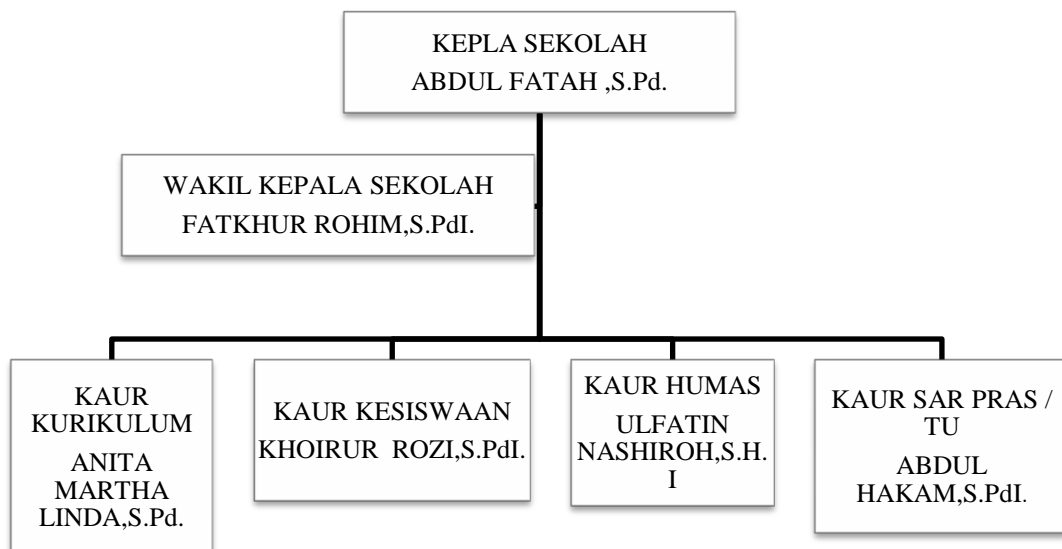 KEPLA SEKOLAH
ABDUL FATAH ,S.Pd.
WAKIL KEPALA SEKOLAH
FATKHUR ROHIM,S.PdI.
KAUR
KURIKULUM
ANITA
MARTHA
LINDA,S.Pd.
KAUR KESISWAAN
KHOIRUR  ROZI,S.PdI.
KAUR HUMAS
ULFATIN
NASHIROH,S.H.
I
KAUR SAR PRAS /
TU
ABDUL
HAKAM,S.PdI.